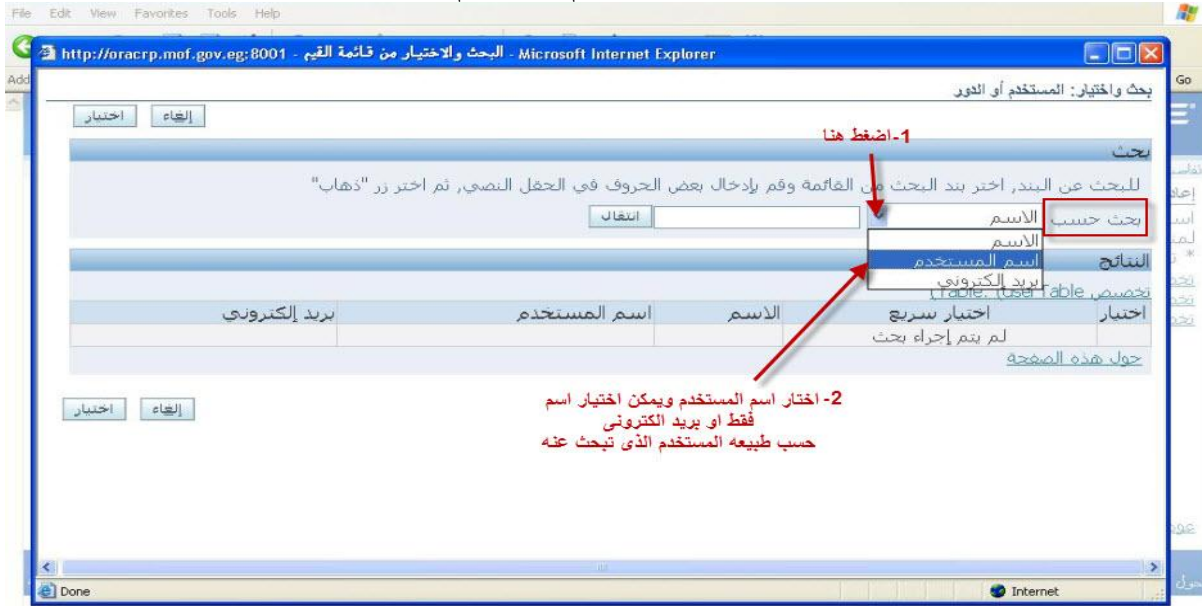 File Edit View Favorites Tools Help
http://oracrp.mof.gov.eg:8001 - البحث والاختيار من قائمة القيم - Microsoft Internet Explorer
Add
Go
بحث واختيار: المستخدم أو الدور
إلغاء اختيار
1-اضغط هنا
بحث
للبحث عن البند, اختر بند البحث من القائمة وقم بإدخال بعض الحروف في الحقل النصي, ثم اختر زر "ذهاب"
بحث حسب الاسم انتقال
الاسم
اسم المستخدم
بريد إلكتروني
النتائج
تخصيص Table, (UserTable)
اختيار اختيار سريع الاسم اسم المستخدم بريد إلكتروني
لم يتم إجراء بحث
حول هذه الصفحة
2- اختار اسم المستخدم ويمكن اختيار اسم
فقط او بريد الكترونى
حسب طبيعه المستخدم الذى تبحث عنه
إلغاء اختيار
Done
Internet